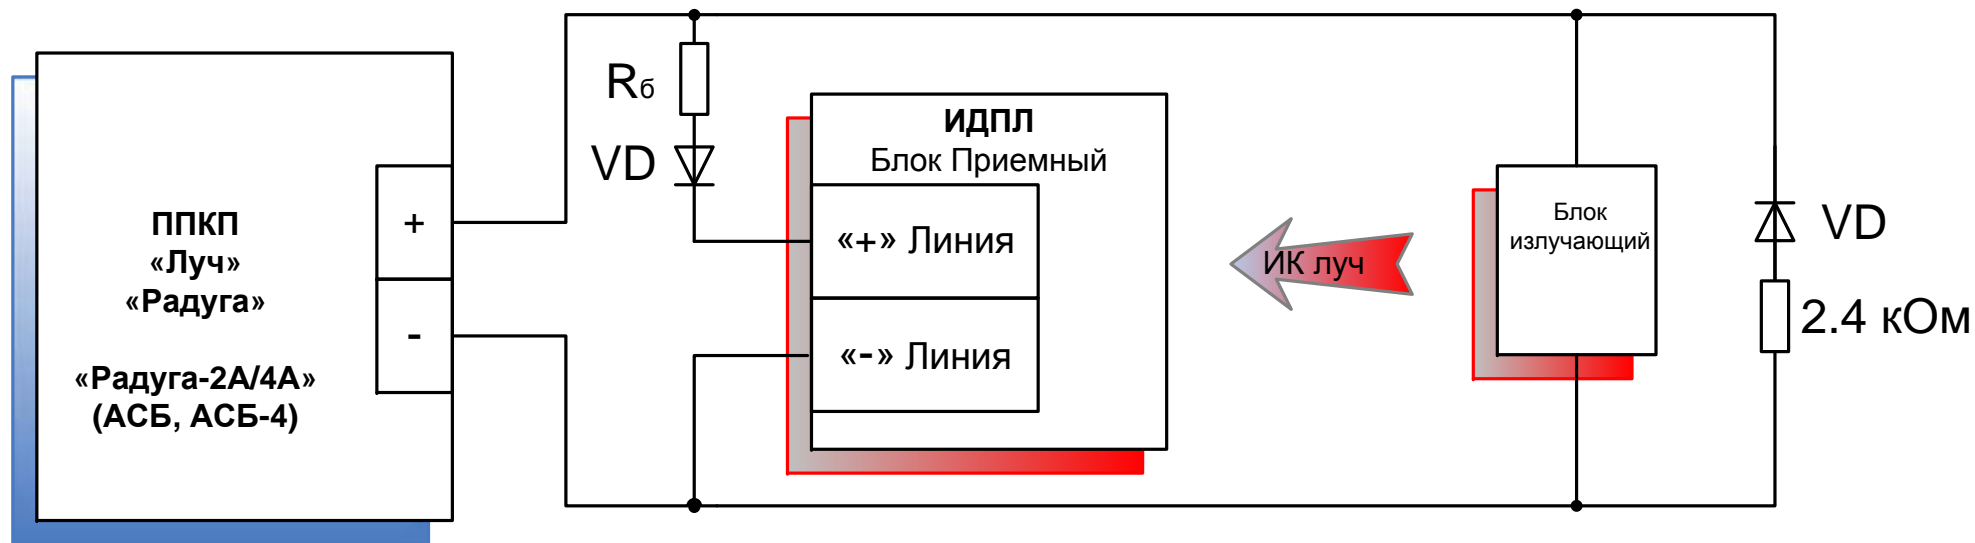 ППКП
«Луч»
«Радуга»
«Радуга-2А/4А»
(АСБ, АСБ-4)
+
-
Rб
VD
ИДПЛ
Блок Приемный
«+» Линия
«-» Линия
ИК луч
Блок
излучающий
VD
2.4 кОм